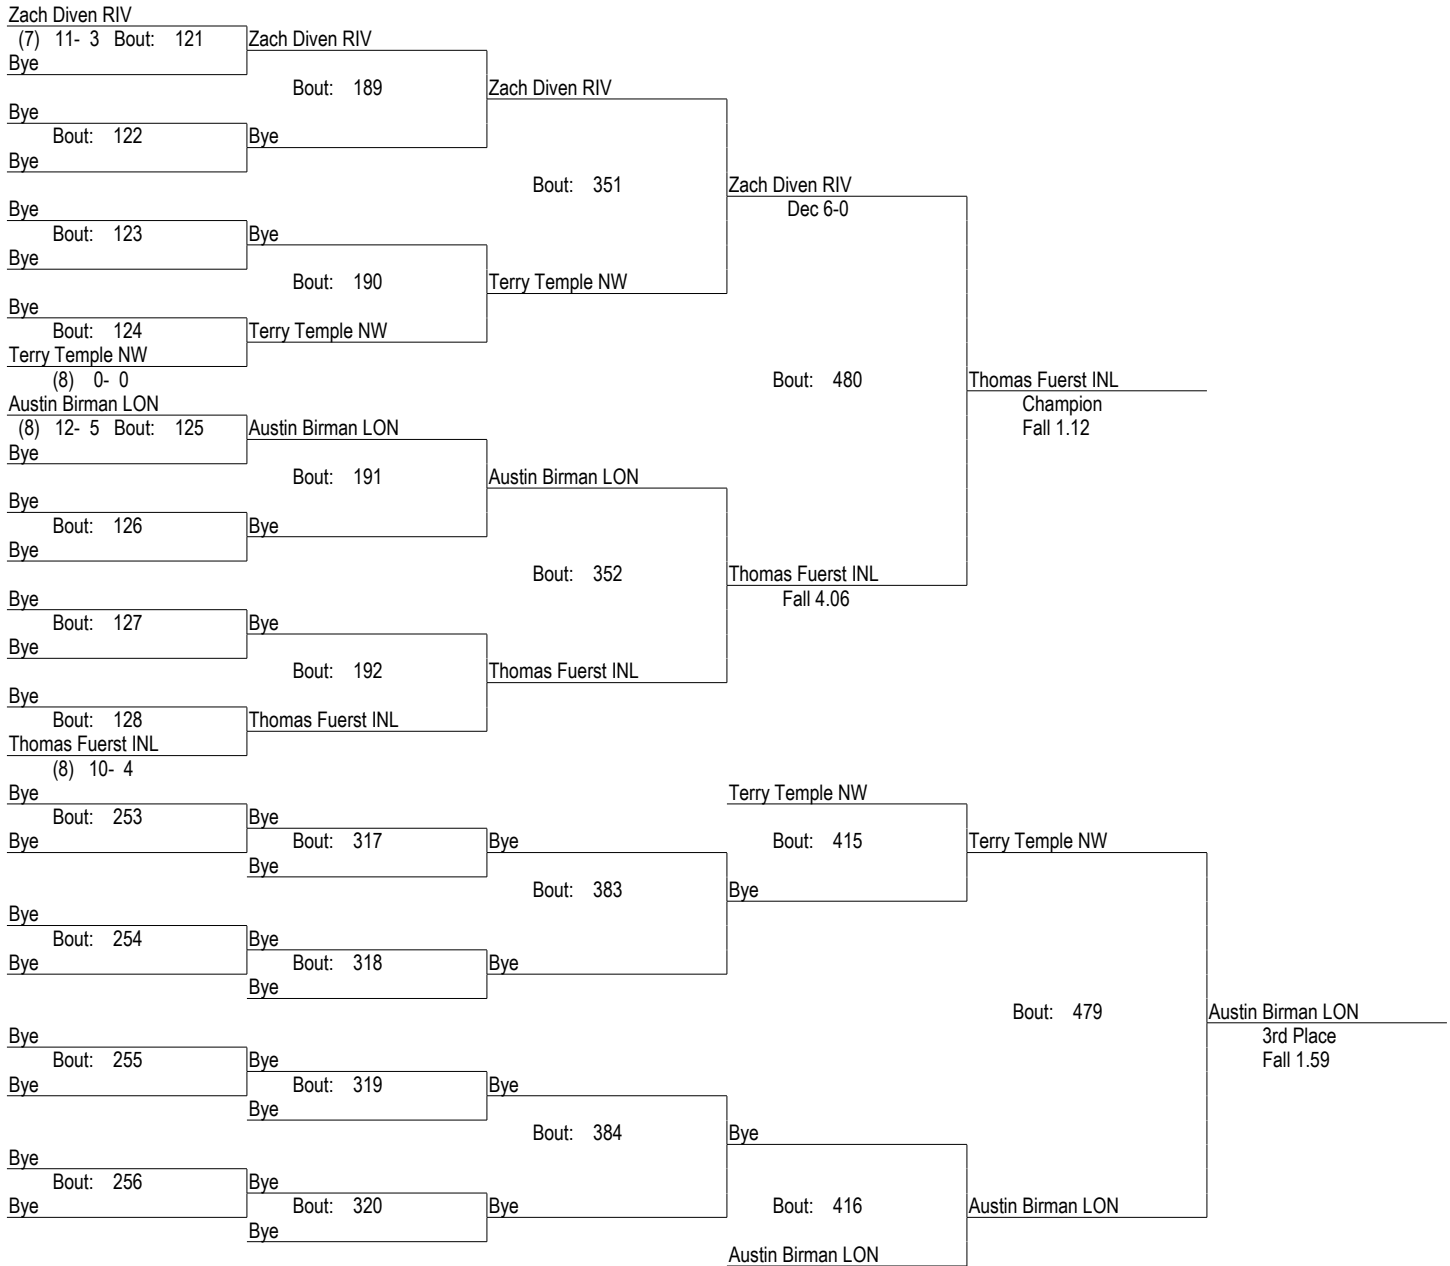 Zach Diven RIV
(7) 11- 3 Bout: 121 Zach Diven RIV
Bye
Bout: 189 Zach Diven RIV
Bye
Bout: 122 Bye
Bye
Bout: 351 Zach Diven RIV
Bye Dec 6-0
Bout: 123 Bye
Bye
Bout: 190 Terry Temple NW
Bye
Bout: 124 Terry Temple NW
Terry Temple NW
(8) 0- 0 Bout: 480 Thomas Fuerst INL
Austin Birman LON Champion
(8) 12- 5 Bout: 125 Austin Birman LON Fall 1.12
Bye
Bout: 191 Austin Birman LON
Bye
Bout: 126 Bye
Bye
Bout: 352 Thomas Fuerst INL
Bye Fall 4.06
Bout: 127 Bye
Bye
Bout: 192 Thomas Fuerst INL
Bye
Bout: 128 Thomas Fuerst INL
Thomas Fuerst INL
(8) 10- 4
Bye Terry Temple NW
Bout: 253 Bye
Bye Bout: 317 Bye Bout: 415 Terry Temple NW
Bye
Bout: 383 Bye
Bye
Bout: 254 Bye
Bye Bout: 318 Bye
Bye
Bout: 479 Austin Birman LON
Bye 3rd Place
Bout: 255 Bye Fall 1.59
Bye Bout: 319 Bye
Bye
Bout: 384 Bye
Bye
Bout: 256 Bye
Bye Bout: 320 Bye Bout: 416 Austin Birman LON
Bye
Austin Birman LON